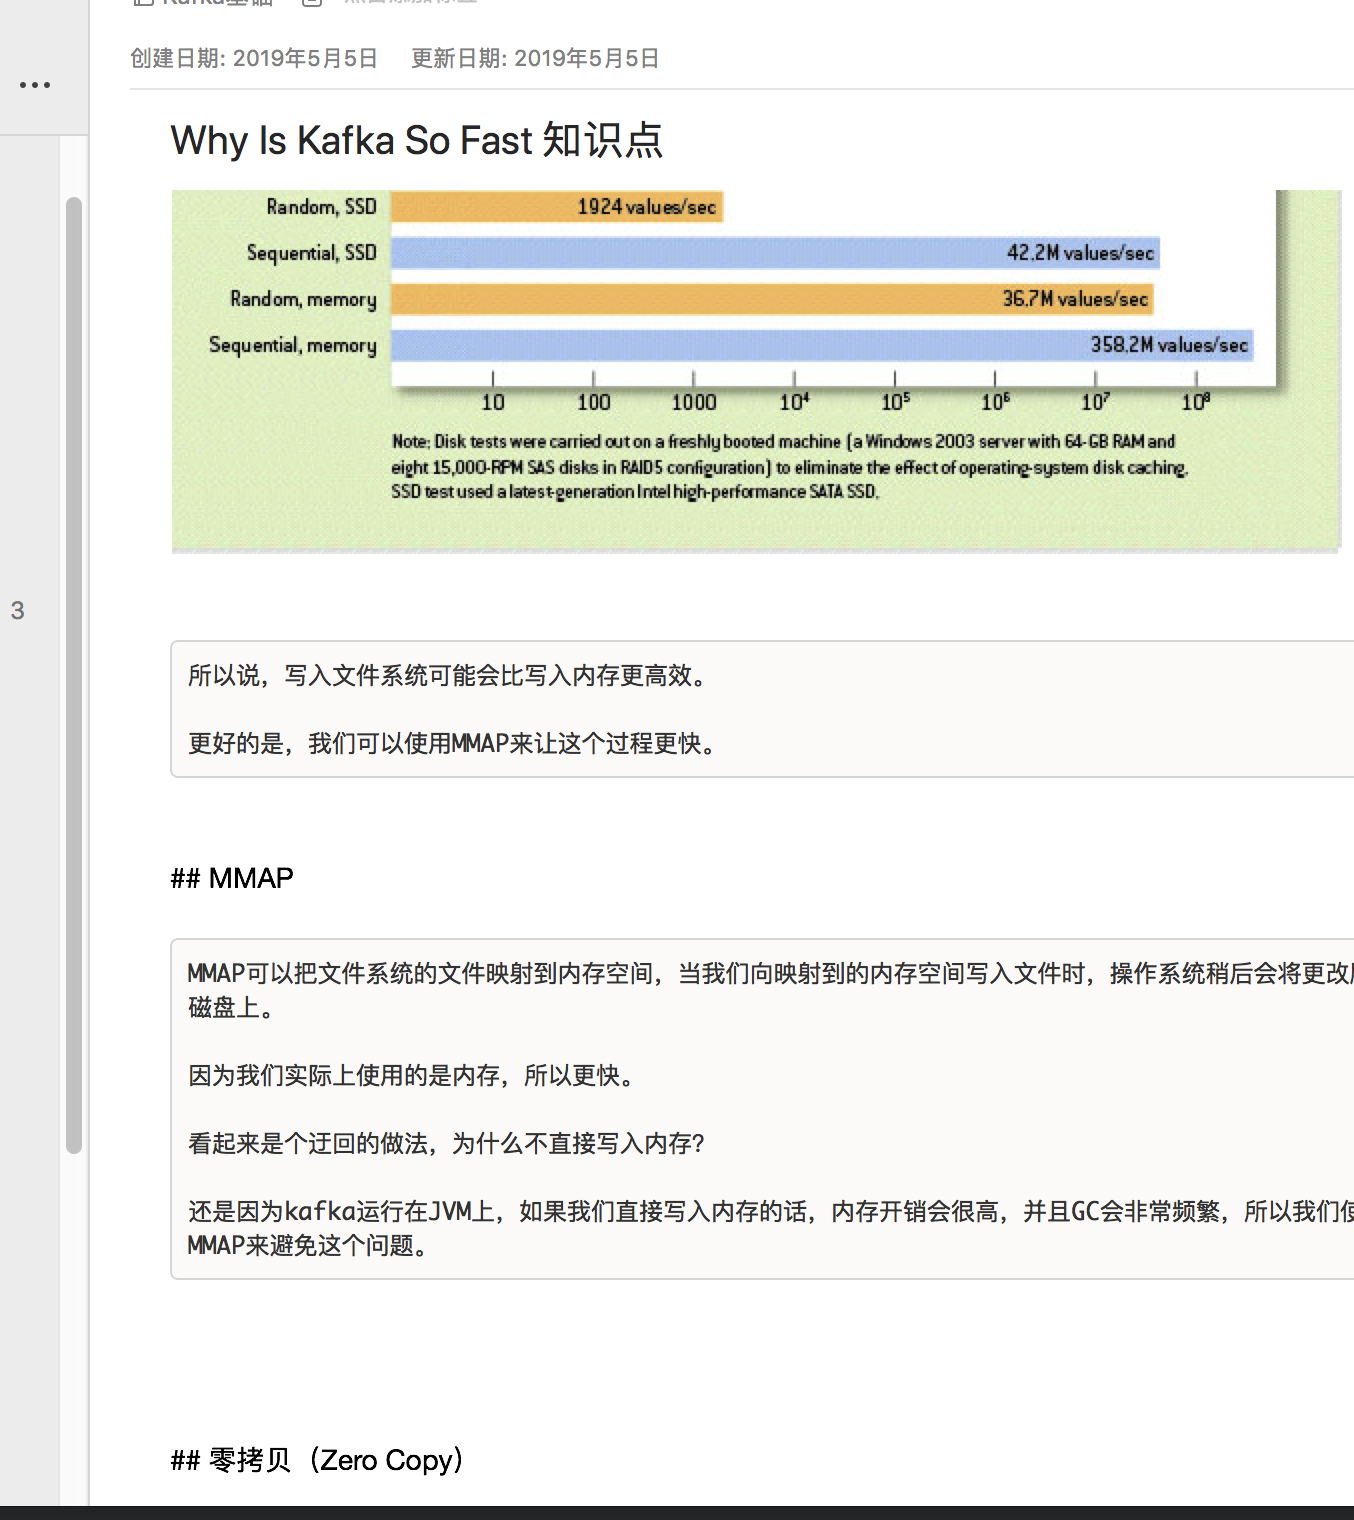 Kafka基础
创建日期: 2019年5月5日 更新日期: 2019年5月5日
Why Is Kafka So Fast 知识点
Random, SSD 1924 values/sec
Sequential, SSD 42.2M values/sec
Random, memory 36.7M values/sec
Sequential, memory 358.2M values/sec
10 100 1000 10⁴ 10⁵ 10⁶ 10⁷ 10⁸
Note: Disk tests were carried out on a freshly booted machine (a Windows 2003 server with 64-GB RAM and
eight 15,000-RPM SAS disks in RAID5 configuration) to eliminate the effect of operating-system disk caching.
SSD test used a latest-generation Intel high-performance SATA SSD.
3
所以说，写入文件系统可能会比写入内存更高效。
更好的是，我们可以使用MMAP来让这个过程更快。
## MMAP
MMAP可以把文件系统的文件映射到内存空间，当我们向映射到的内存空间写入文件时，操作系统稍后会将更改
磁盘上。
因为我们实际上使用的是内存，所以更快。
看起来是个迂回的做法，为什么不直接写入内存?
还是因为kafka运行在JVM上，如果我们直接写入内存的话，内存开销会很高，并且GC会非常频繁，所以我们使
MMAP来避免这个问题。
## 零拷贝（Zero Copy）